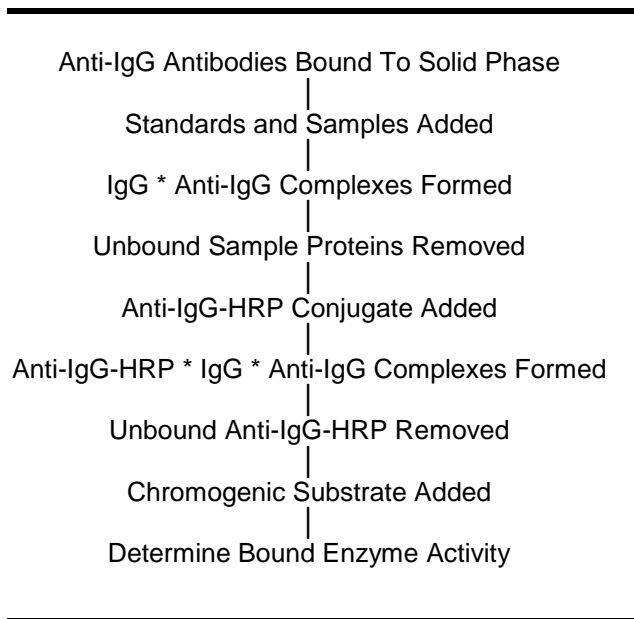 Anti-IgG Antibodies Bound To Solid Phase
Standards and Samples Added
IgG * Anti-IgG Complexes Formed
Unbound Sample Proteins Removed
Anti-IgG-HRP Conjugate Added
Anti-IgG-HRP * IgG * Anti-IgG Complexes Formed
Unbound Anti-IgG-HRP Removed
Chromogenic Substrate Added
Determine Bound Enzyme Activity